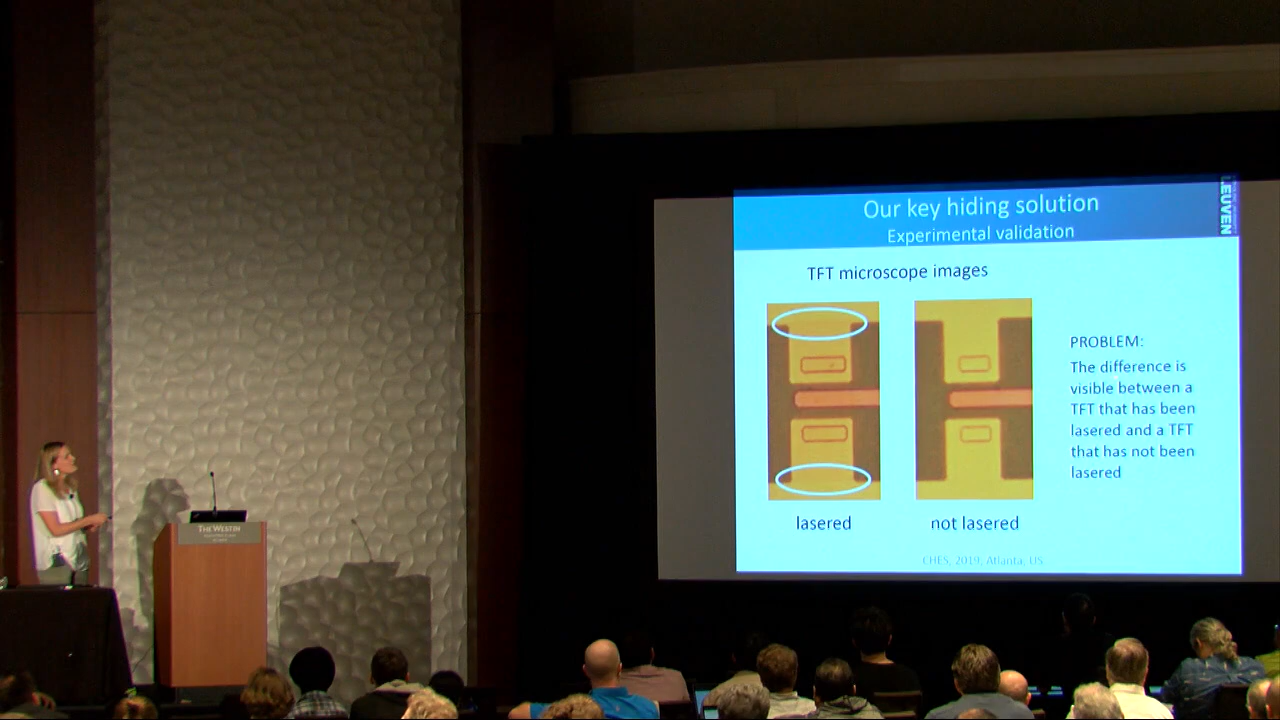 Our key hiding solution
Experimental validation
LEUVEN
TFT microscope images
PROBLEM:
The difference is
visible between a
TFT that has been
lasered and a TFT
that has not been
lasered
lasered
not lasered
CHES, 2019, Atlanta, US
THE WESTIN